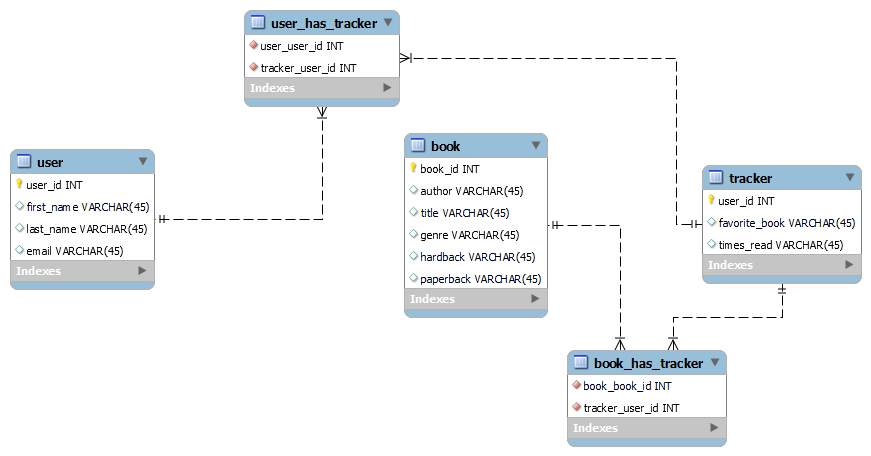 user_has_tracker
user_user_id INT
tracker_user_id INT
Indexes
user
user_id INT
first_name VARCHAR(45)
last_name VARCHAR(45)
email VARCHAR(45)
Indexes
book
book_id INT
author VARCHAR(45)
title VARCHAR(45)
genre VARCHAR(45)
hardback VARCHAR(45)
paperback VARCHAR(45)
Indexes
tracker
user_id INT
favorite_book VARCHAR(45)
times_read VARCHAR(45)
Indexes
book_has_tracker
book_book_id INT
tracker_user_id INT
Indexes